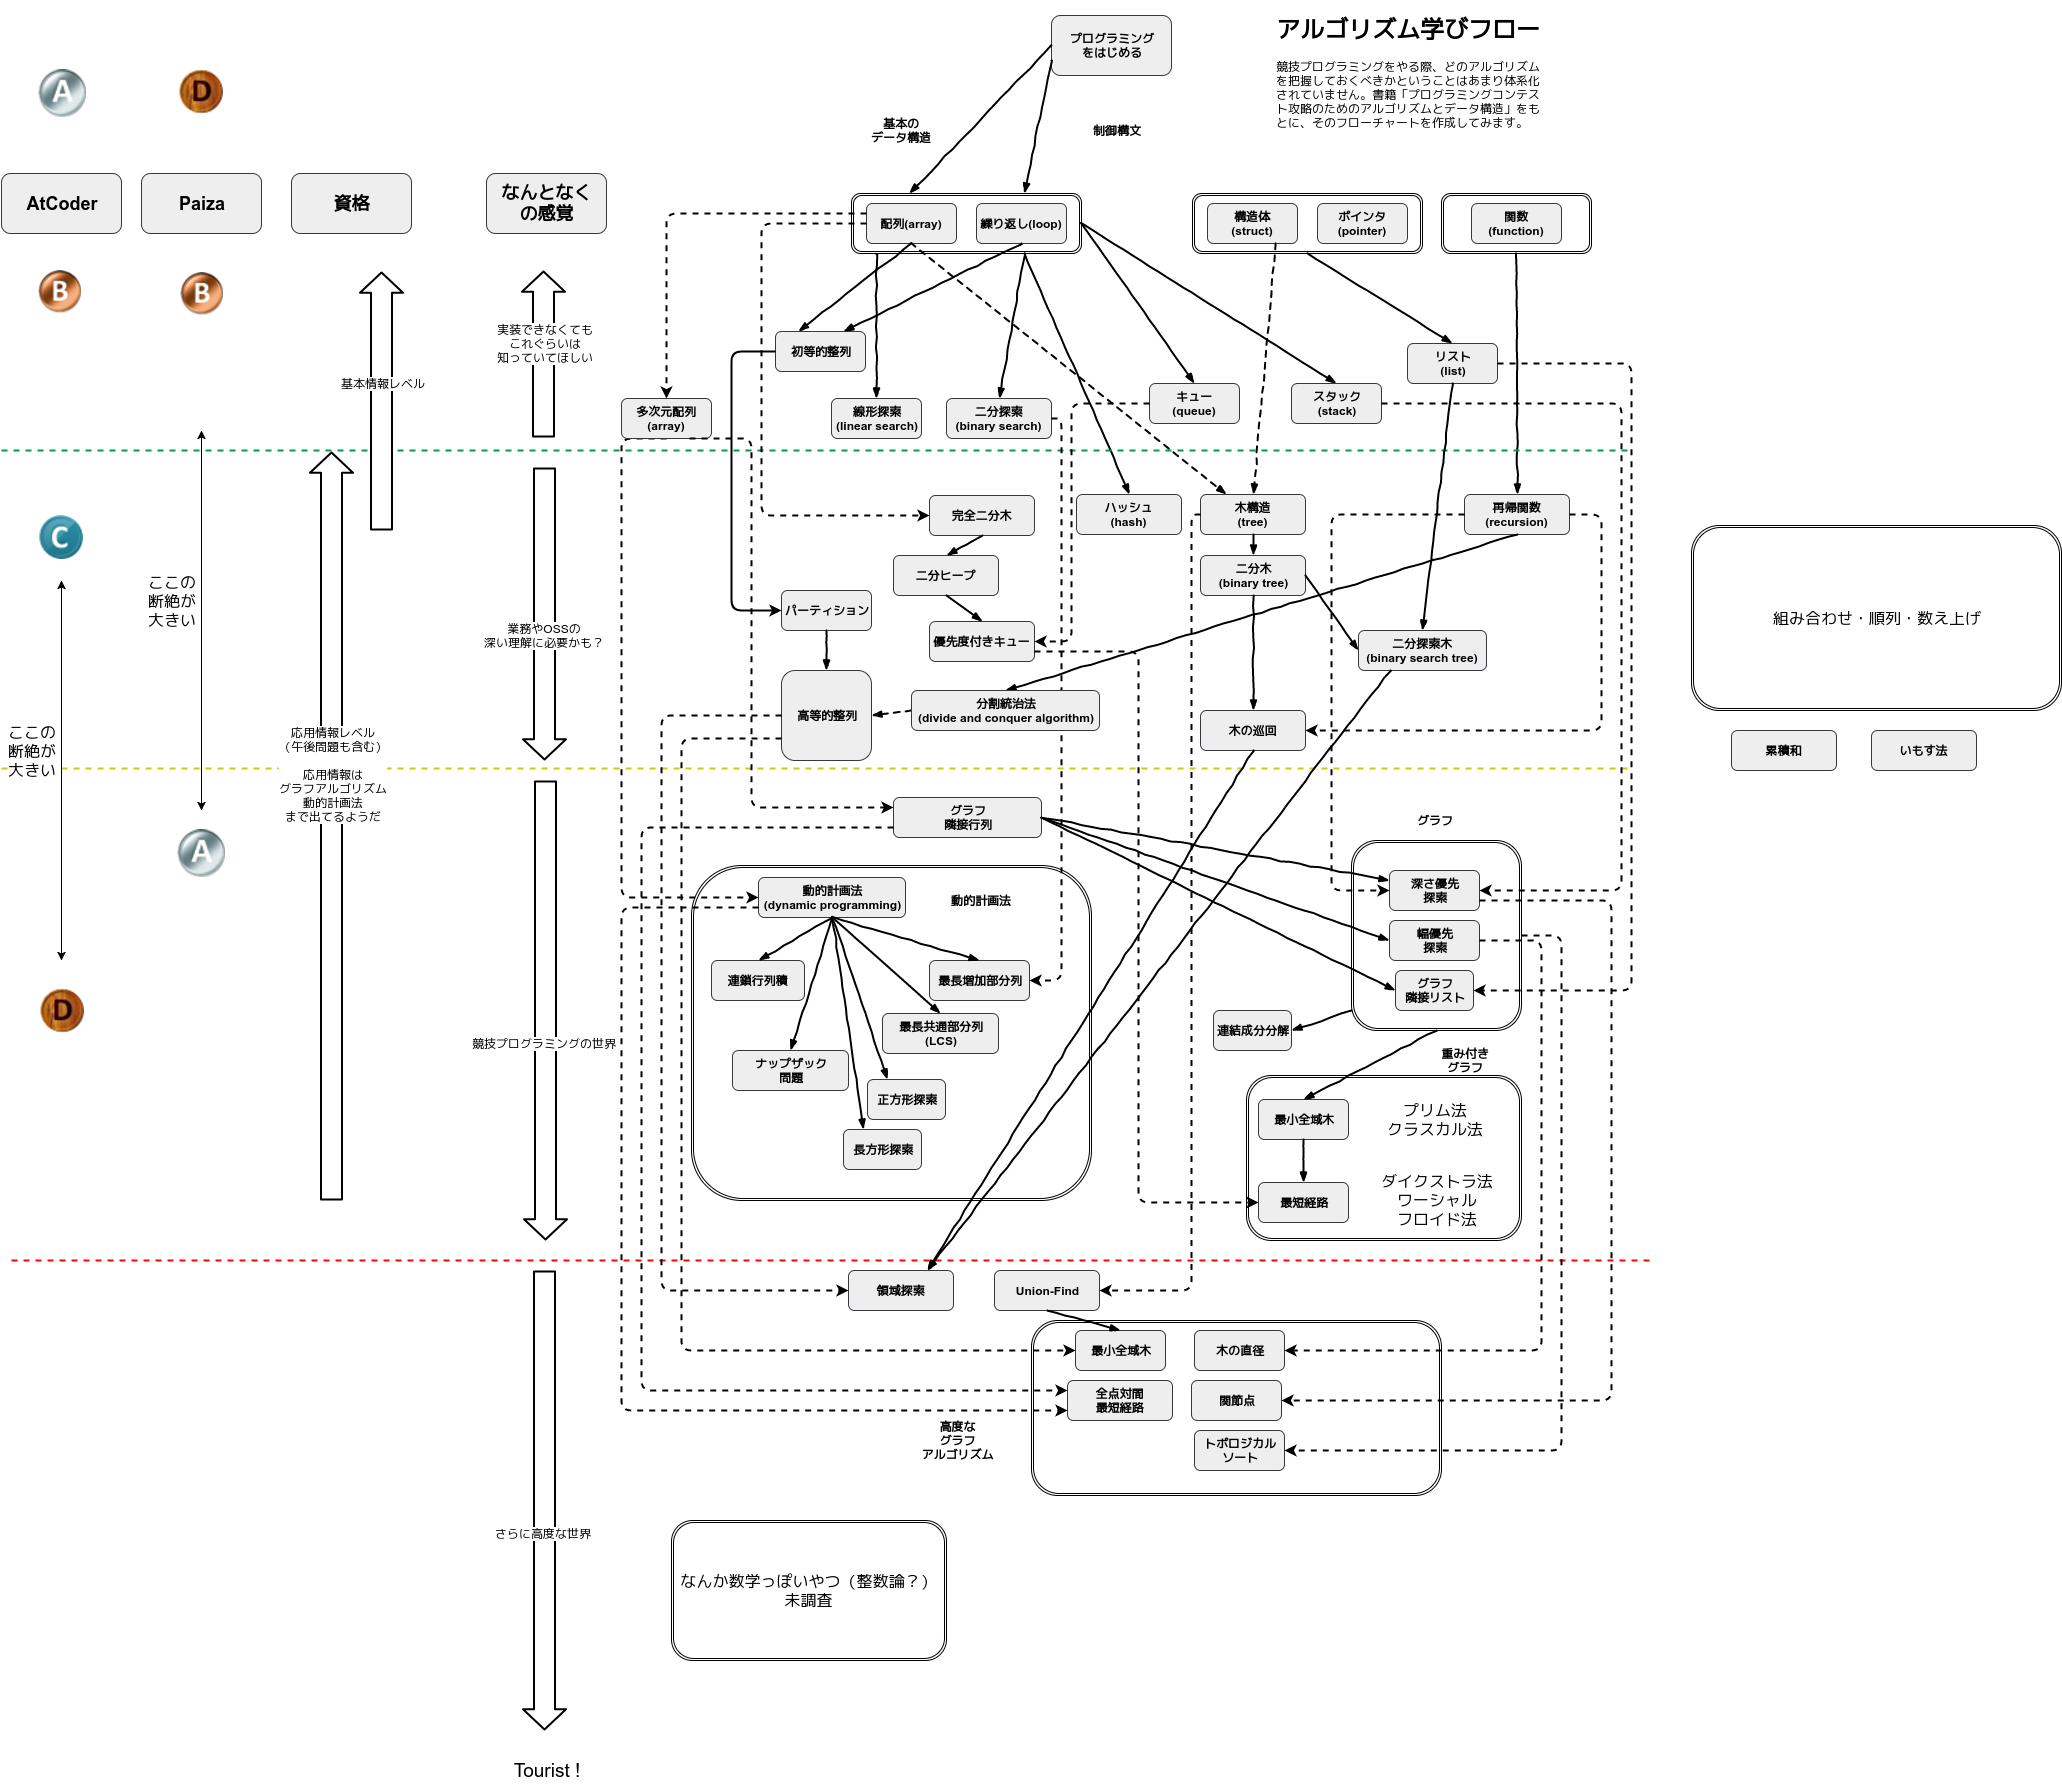 アルゴリズム学びフロー
競技プログラミングをやる際、どのアルゴリズム
を把握しておくべきかということはあまり体系化
されていません。書籍「プログラミングコンテス
ト攻略のためのアルゴリズムとデータ構造」をも
とに、そのフローチャートを作成してみます。
プログラミング
をはじめる
A
D
基本の
データ構造
制御構文
AtCoder
Paiza
資格
なんとなく
の感覚
配列(array)
繰り返し(loop)
構造体
(struct)
ポインタ
(pointer)
関数
(function)
B
B
実装できなくても
これぐらいは
知っていてほしい
基本情報レベル
初等的整列
リスト
(list)
多次元配列
(array)
線形探索
(linear search)
二分探索
(binary search)
キュー
(queue)
スタック
(stack)
C
ここの
断絶が
大きい
完全二分木
ハッシュ
(hash)
木構造
(tree)
再帰関数
(recursion)
二分ヒープ
二分木
(binary tree)
パーティション
業務やOSSの
深い理解に必要かも？
優先度付きキュー
二分探索木
(binary search tree)
組み合わせ・順列・数え上げ
高等的整列
分割統治法
(divide and conquer algorithm)
木の巡回
累積和
いもす法
ここの
断絶が
大きい
応用情報レベル
（午後問題も含む）
応用情報は
グラフアルゴリズム
動的計画法
まで出てるようだ
A
グラフ
隣接行列
グラフ
動的計画法
(dynamic programming)
動的計画法
深さ優先
探索
幅優先
探索
グラフ
隣接リスト
連鎖行列積
最長増加部分列
最長共通部分列
(LCS)
連結成分分解
D
競技プログラミングの世界
ナップザック
問題
正方形探索
長方形探索
重み付き
グラフ
最小全域木
プリム法
クラスカル法
最短経路
ダイクストラ法
ワーシャル
フロイド法
領域探索
Union-Find
最小全域木
木の直径
全点対間
最短経路
関節点
トポロジカル
ソート
高度な
グラフ
アルゴリズム
さらに高度な世界
なんか数学っぽいやつ（整数論？）
未調査
Tourist !